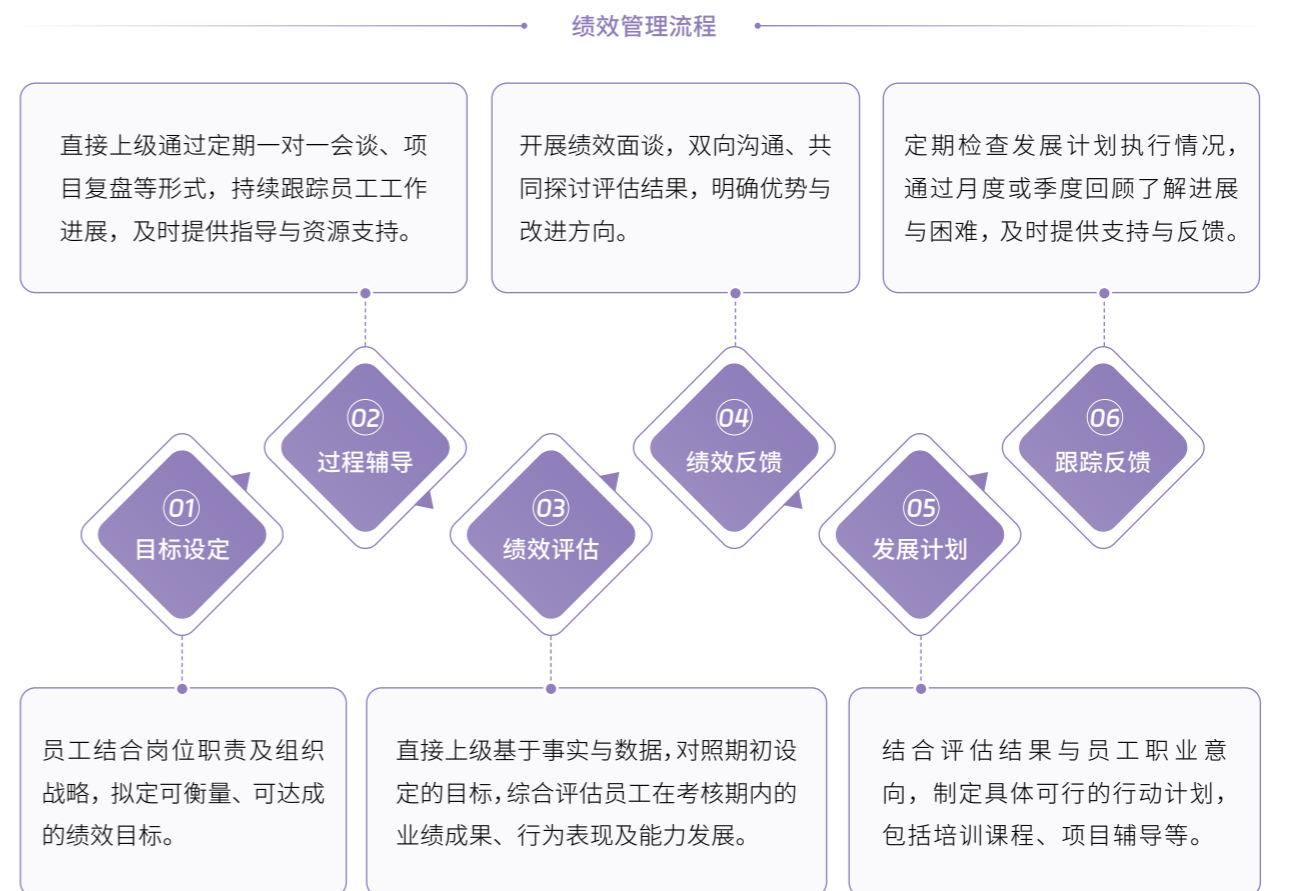 绩效管理流程
直接上级通过定期一对一会谈、项
目复盘等形式，持续跟踪员工工作
进展，及时提供指导与资源支持。
开展绩效面谈，双向沟通、共
同探讨评估结果，明确优势与
改进方向。
定期检查发展计划执行情况，
通过月度或季度回顾了解进展
与困难，及时提供支持与反馈。
01
目标设定
02
过程辅导
03
绩效评估
04
绩效反馈
05
发展计划
06
跟踪反馈
员工结合岗位职责及组织
战略，拟定可衡量、可达成
的绩效目标。
直接上级基于事实与数据，对照期初设
定的目标，综合评估员工在考核期内的
业绩成果、行为表现及能力发展。
结合评估结果与员工职业意
向，制定具体可行的行动计划，
包括培训课程、项目辅导等。